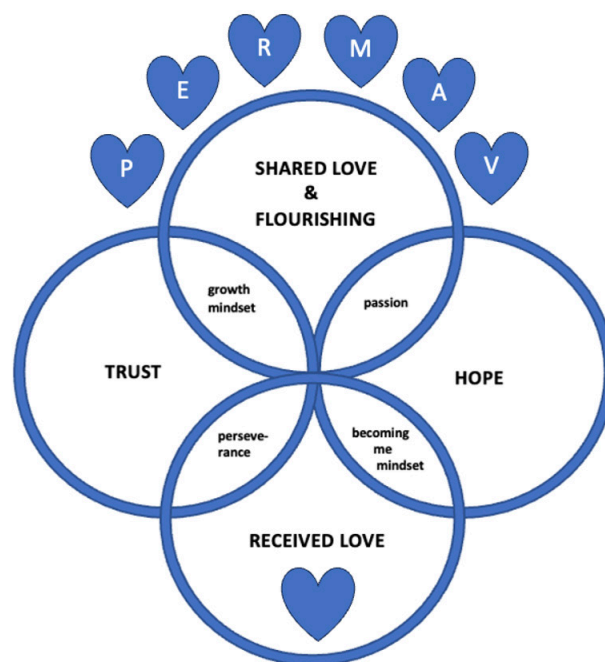 P
E
R
M
A
V
SHARED LOVE
&
FLOURISHING
growth
mindset
passion
TRUST
HOPE
perseve-
rance
becoming
me
mindset
RECEIVED LOVE